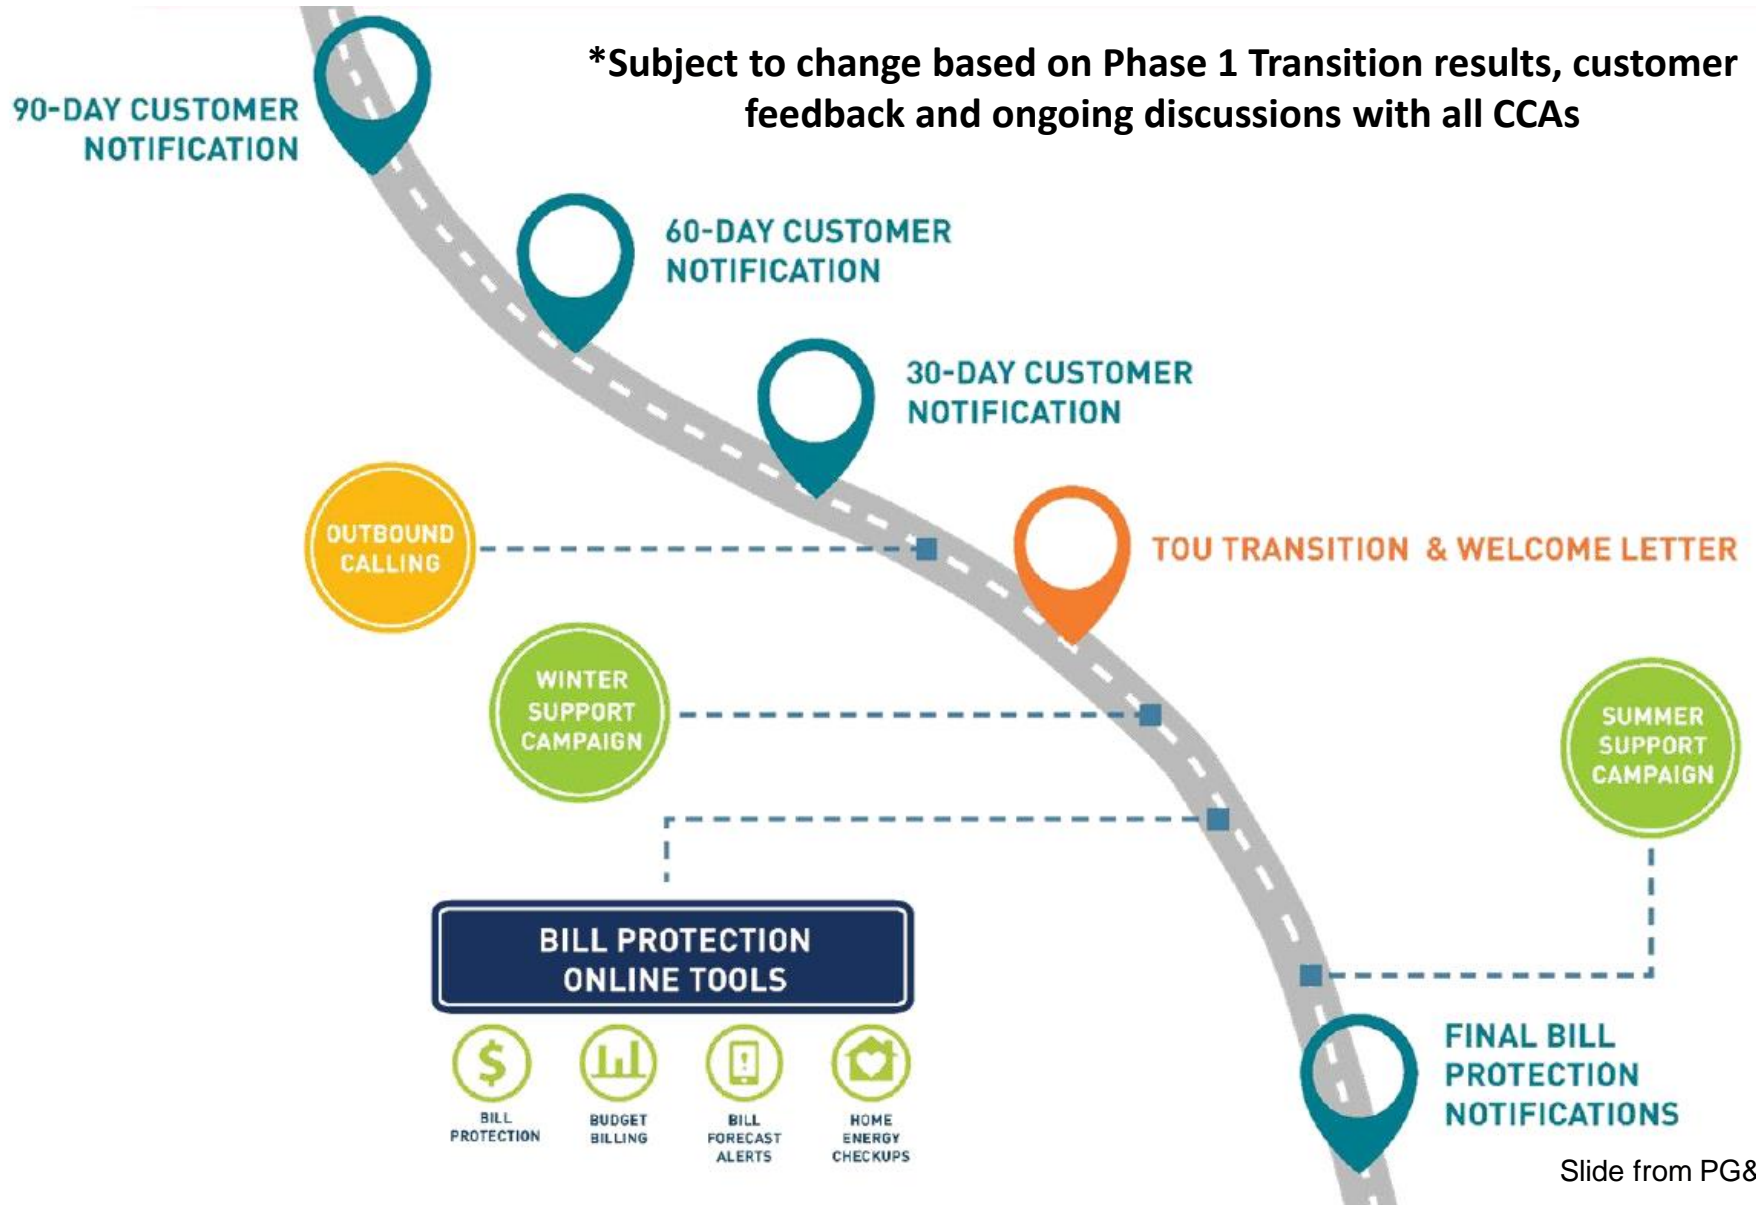 *Subject to change based on Phase 1 Transition results, customer
feedback and ongoing discussions with all CCAs
90-DAY CUSTOMER
NOTIFICATION
60-DAY CUSTOMER
NOTIFICATION
30-DAY CUSTOMER
NOTIFICATION
OUTBOUND
CALLING
TOU TRANSITION & WELCOME LETTER
WINTER
SUPPORT
CAMPAIGN
SUMMER
SUPPORT
CAMPAIGN
BILL PROTECTION
ONLINE TOOLS
$
BILL
PROTECTION
BUDGET
BILLING
!
BILL
FORECAST
ALERTS
HOME
ENERGY
CHECKUPS
FINAL BILL
PROTECTION
NOTIFICATIONS
Slide from PG&